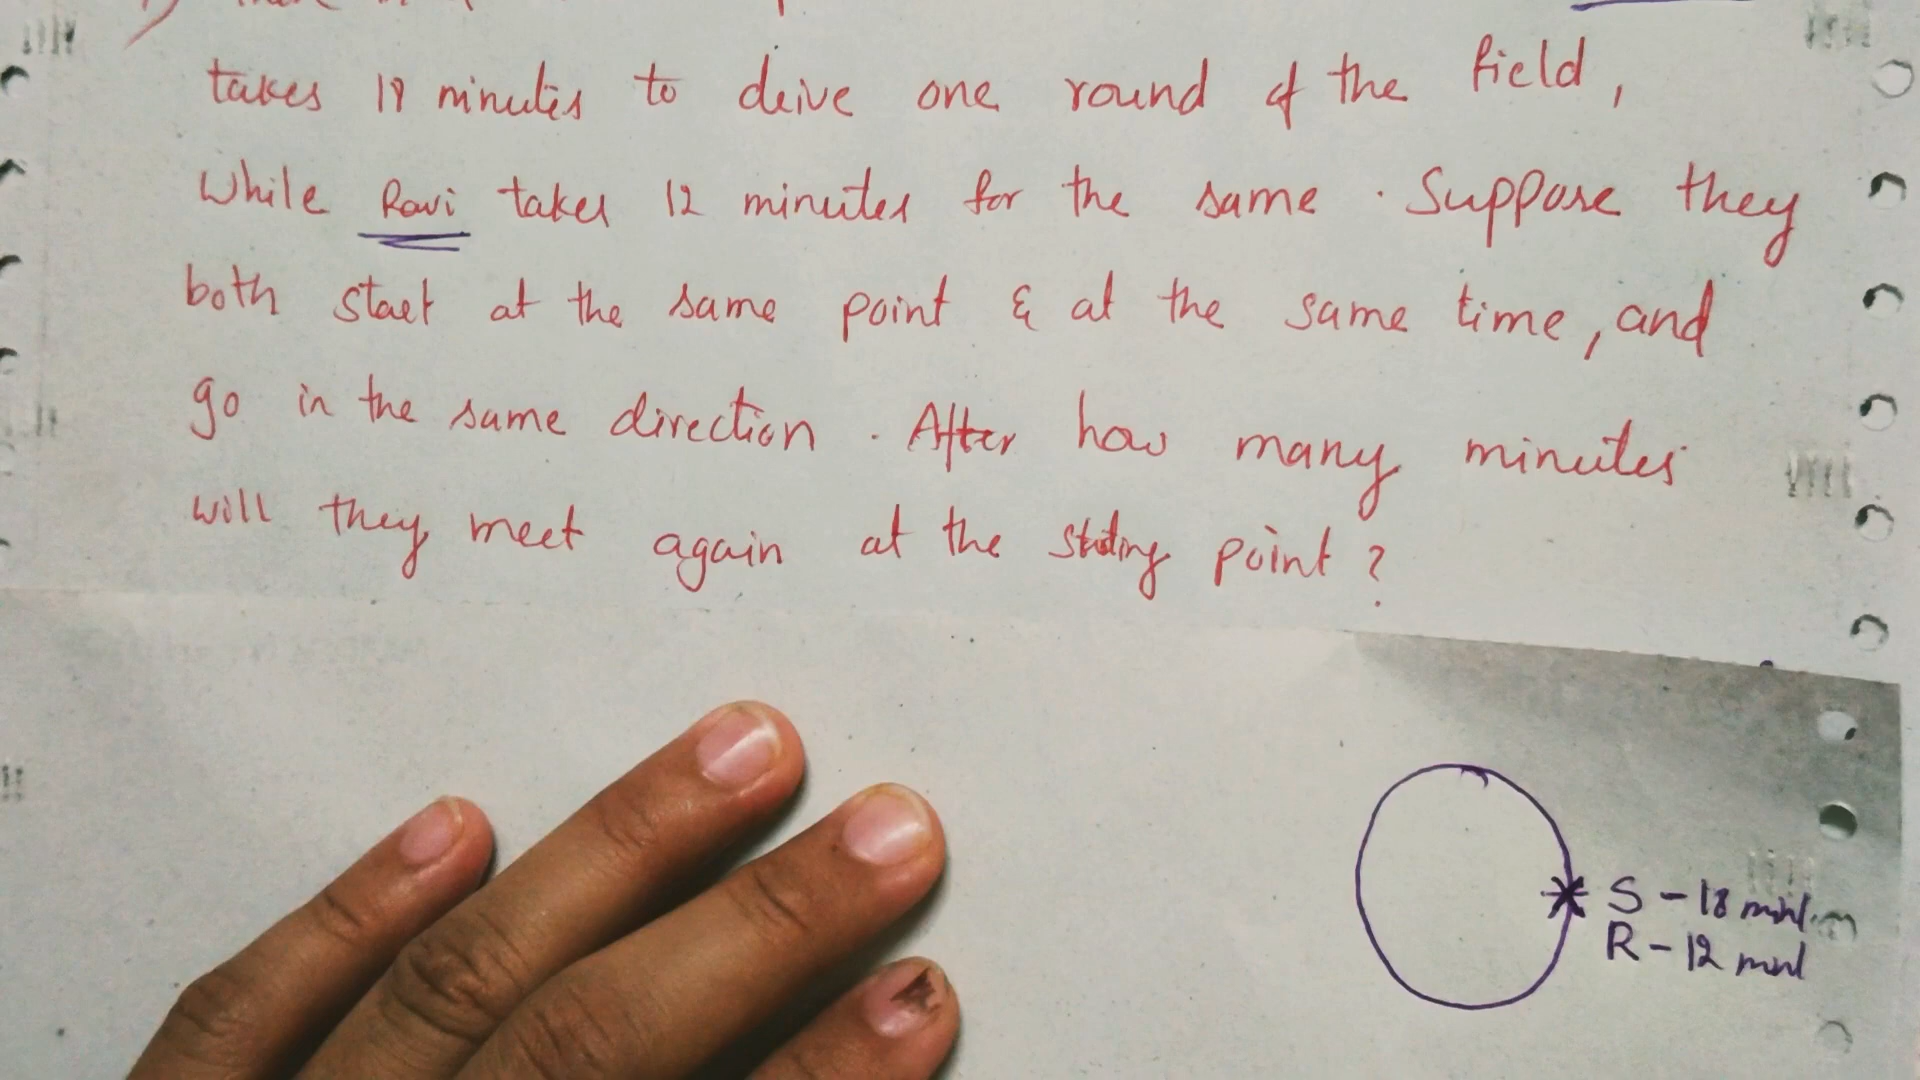 takes 18 minutes to drive one round of the field,
While Ravi takes 12 minutes for the same. Suppose they
both start at the same point & at the same time, and
go in the same direction. After how many minutes
will they meet again at the starting point?
S - 18 min
R - 12 min